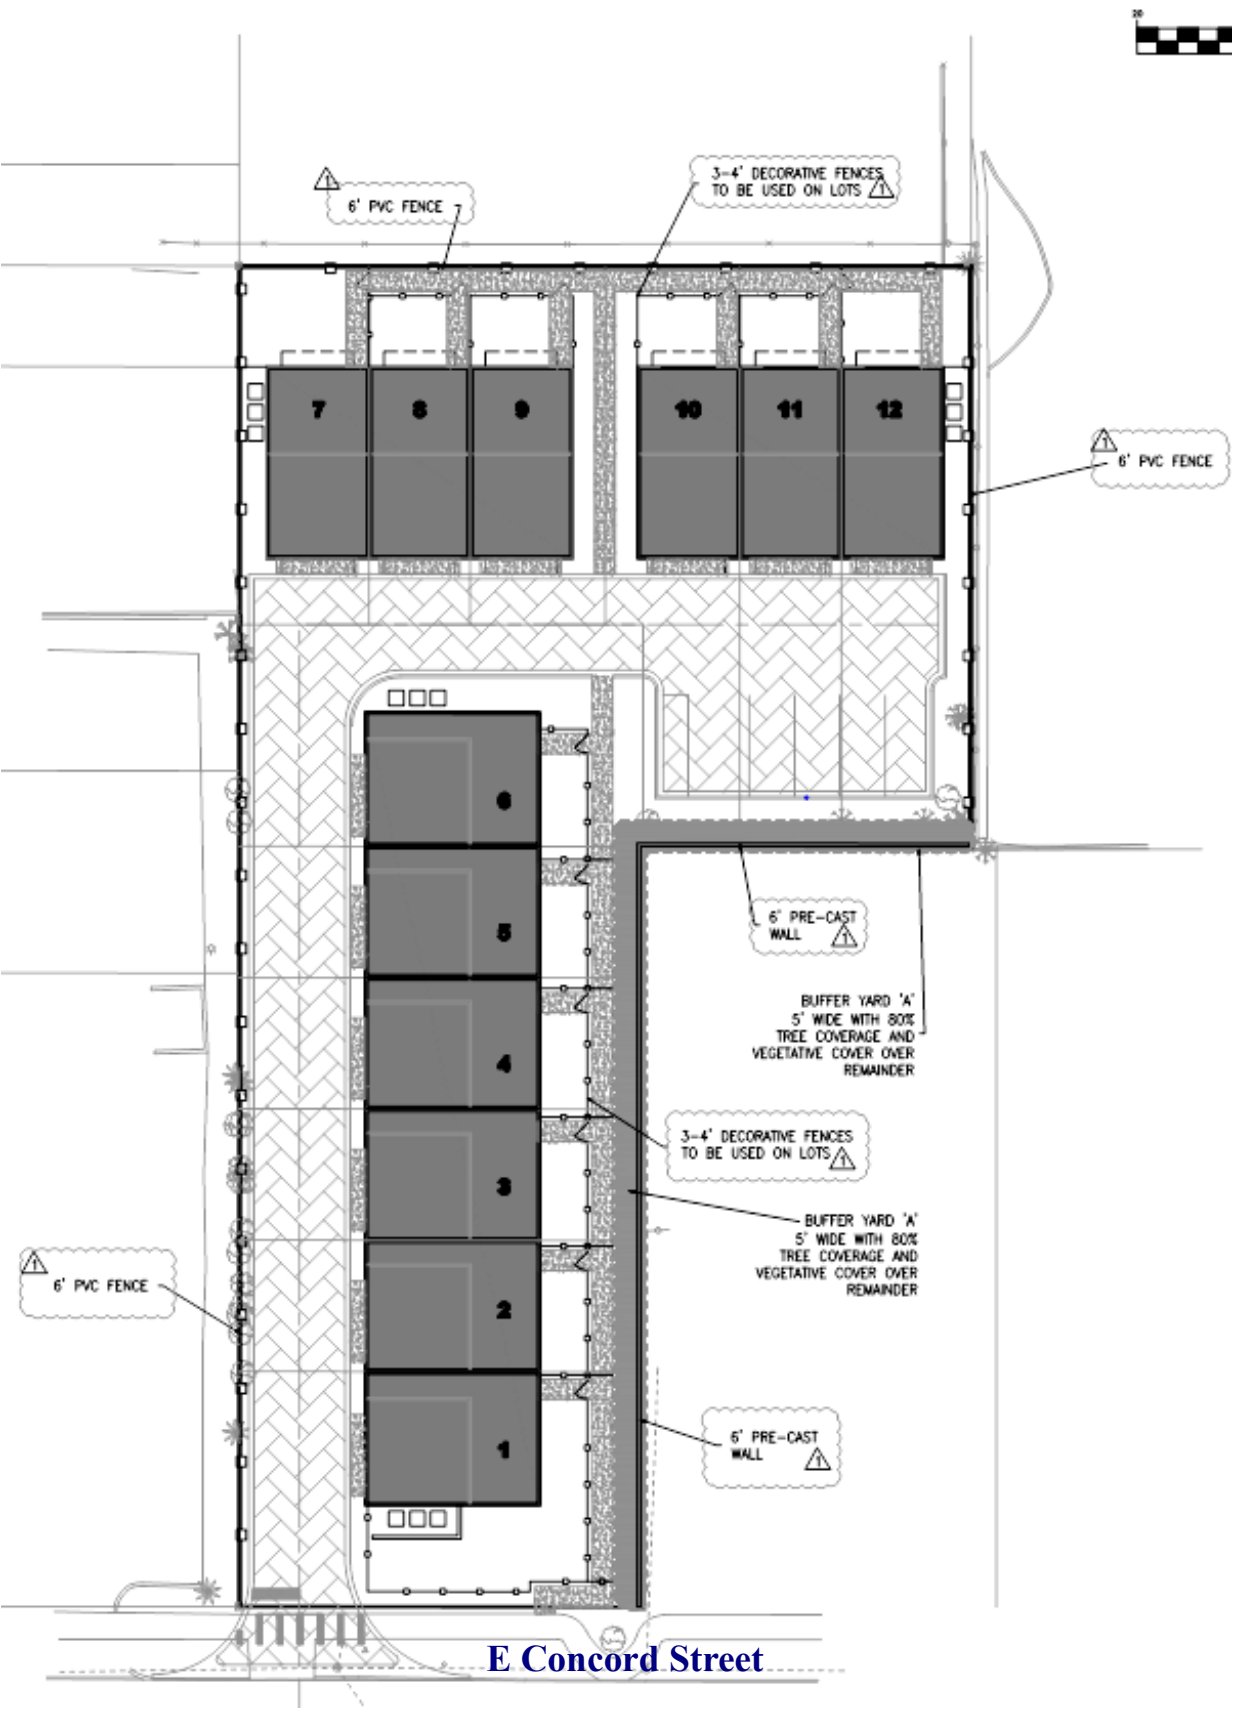 20
3-4' DECORATIVE FENCES
TO BE USED ON LOTS 1
1
6' PVC FENCE
7
8
9
10
11
12
1
6' PVC FENCE
6
5
6' PRE-CAST
WALL 1
BUFFER YARD 'A'
5' WIDE WITH 80%
TREE COVERAGE AND
VEGETATIVE COVER OVER
REMAINDER
4
3-4' DECORATIVE FENCES
TO BE USED ON LOTS 1
3
BUFFER YARD 'A'
5' WIDE WITH 80%
TREE COVERAGE AND
VEGETATIVE COVER OVER
REMAINDER
1
6' PVC FENCE
2
6' PRE-CAST
WALL 1
1
E Concord Street